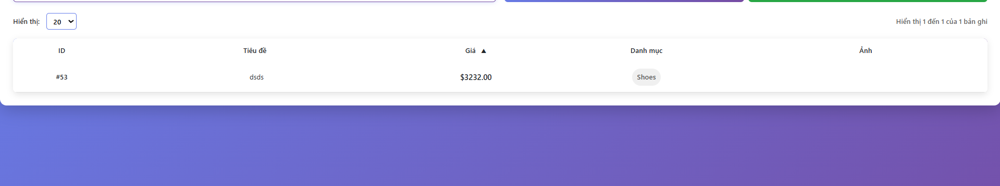 Hiển thị: 20 Hiển thị 1 đến 1 của 1 bản ghi
ID Tiêu đề Giá ▲ Danh mục Ảnh
#53 dsds $3232.00 Shoes